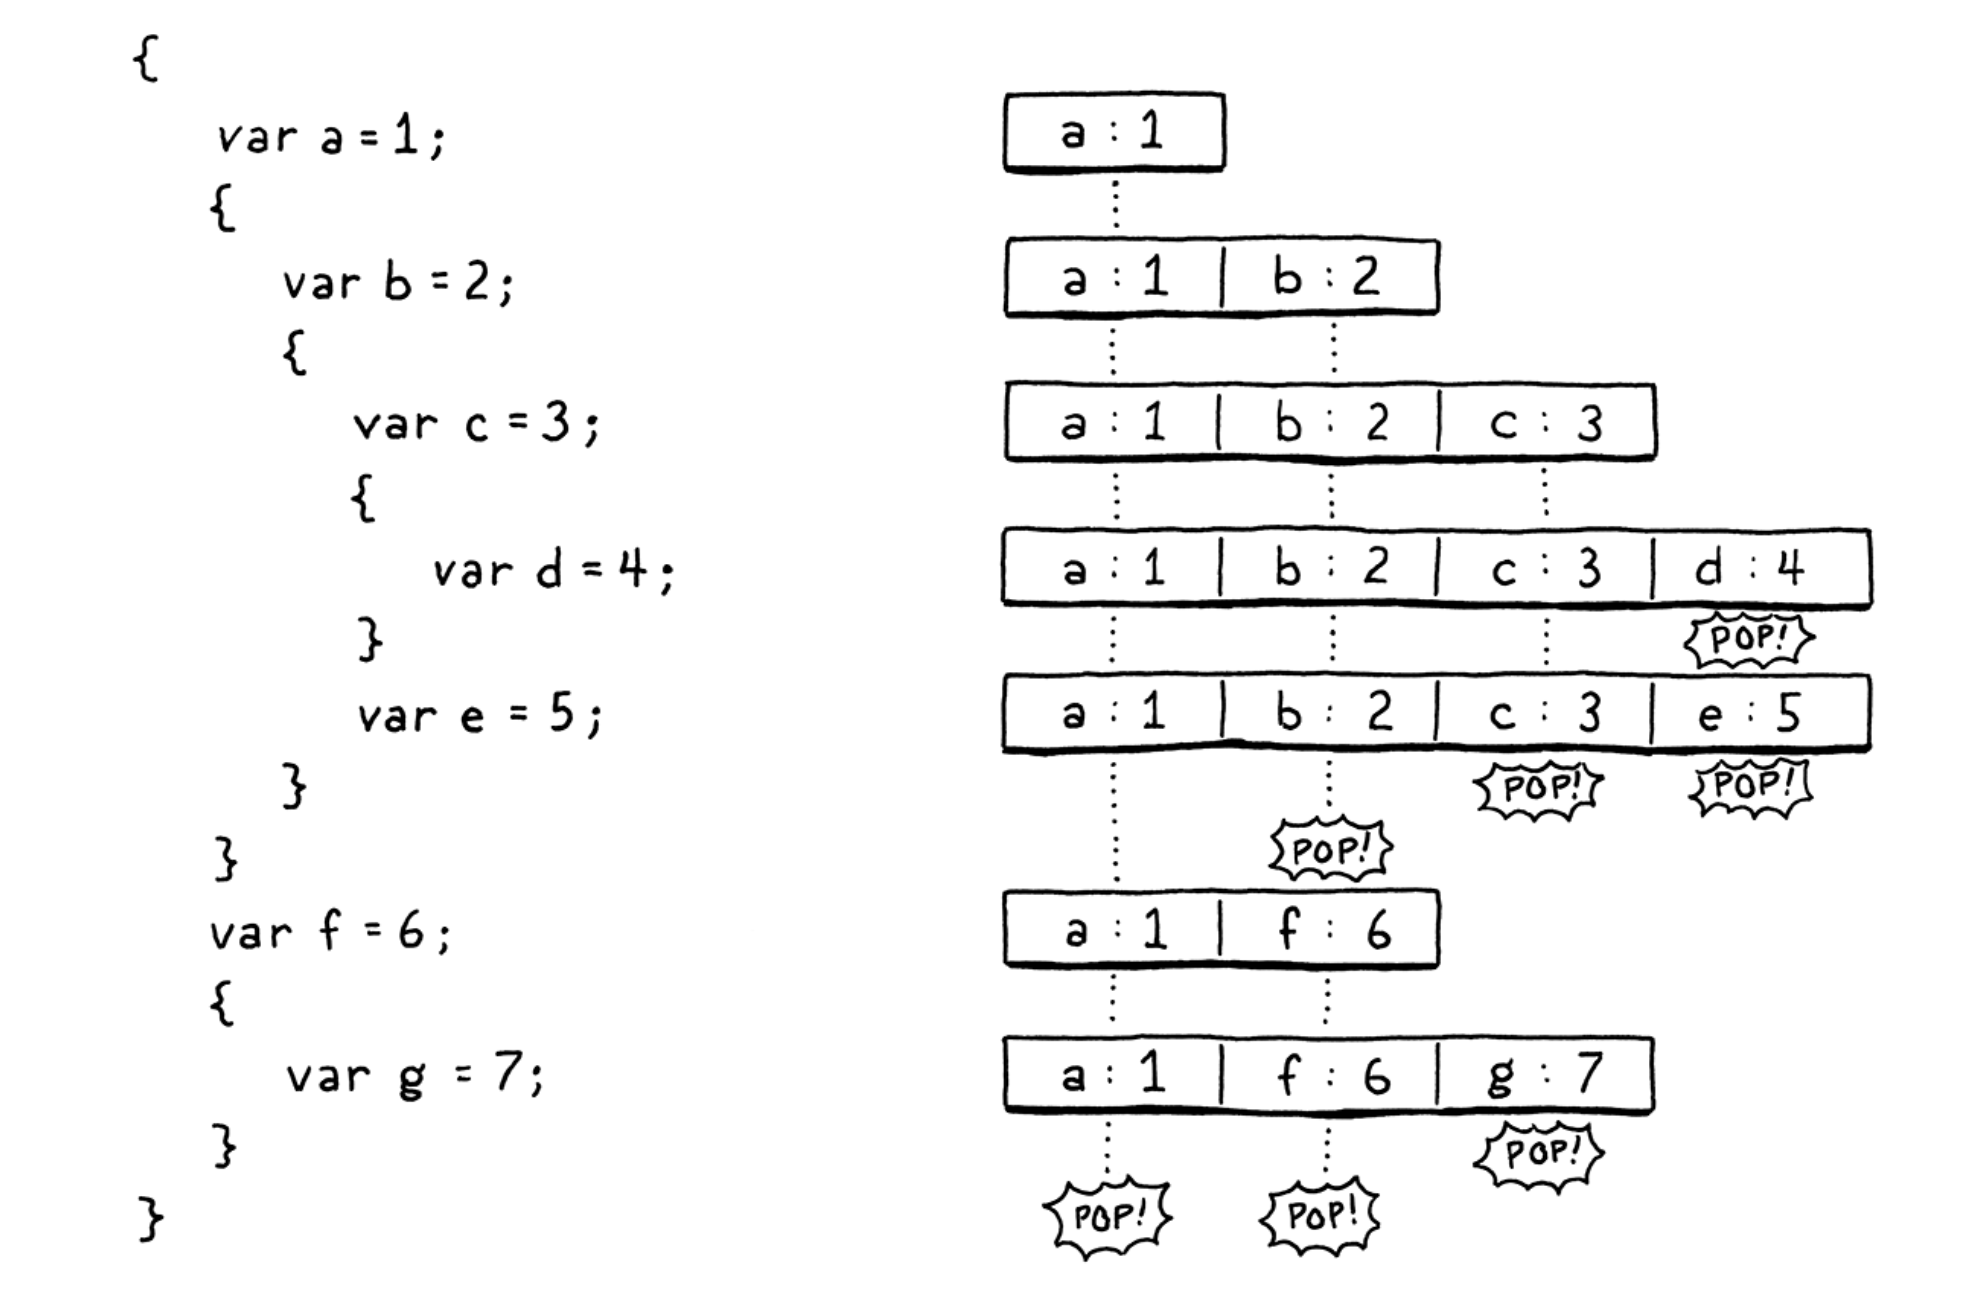 {
var a = 1; a : 1
{
var b = 2; a : 1 | b : 2
{
var c = 3; a : 1 | b : 2 | c : 3
{
var d = 4; a : 1 | b : 2 | c : 3 | d : 4
} POP!
var e = 5; a : 1 | b : 2 | c : 3 | e : 5
} POP! POP!
} POP!
var f = 6; a : 1 | f : 6
{
var g = 7; a : 1 | f : 6 | g : 7
} POP!
} POP! POP!